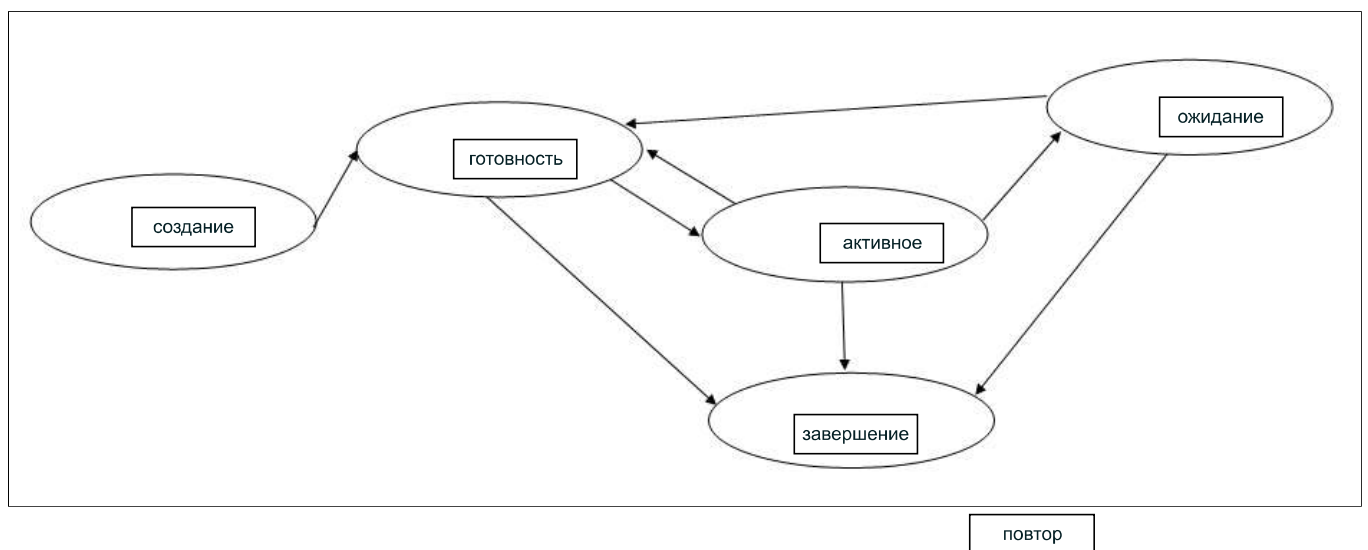 ожидание
готовность
создание
активное
завершение
повтор